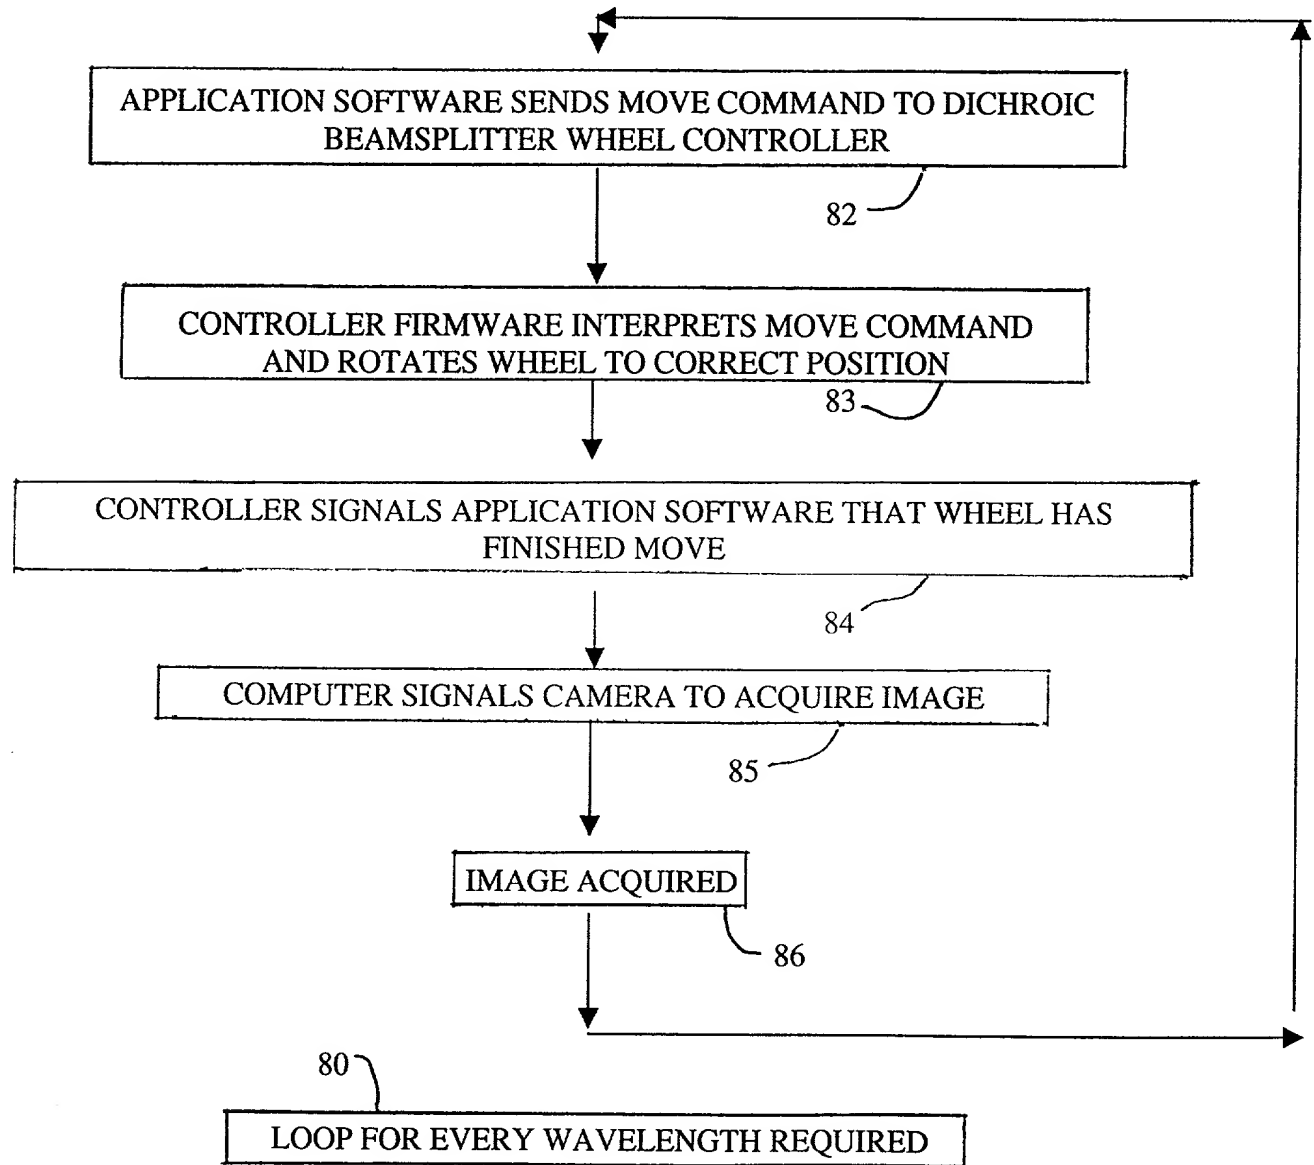 APPLICATION SOFTWARE SENDS MOVE COMMAND TO DICHROIC
BEAMSPLITTER WHEEL CONTROLLER
82
CONTROLLER FIRMWARE INTERPRETS MOVE COMMAND
AND ROTATES WHEEL TO CORRECT POSITION
83
CONTROLLER SIGNALS APPLICATION SOFTWARE THAT WHEEL HAS
FINISHED MOVE
84
COMPUTER SIGNALS CAMERA TO ACQUIRE IMAGE
85
IMAGE ACQUIRED
86
80
LOOP FOR EVERY WAVELENGTH REQUIRED